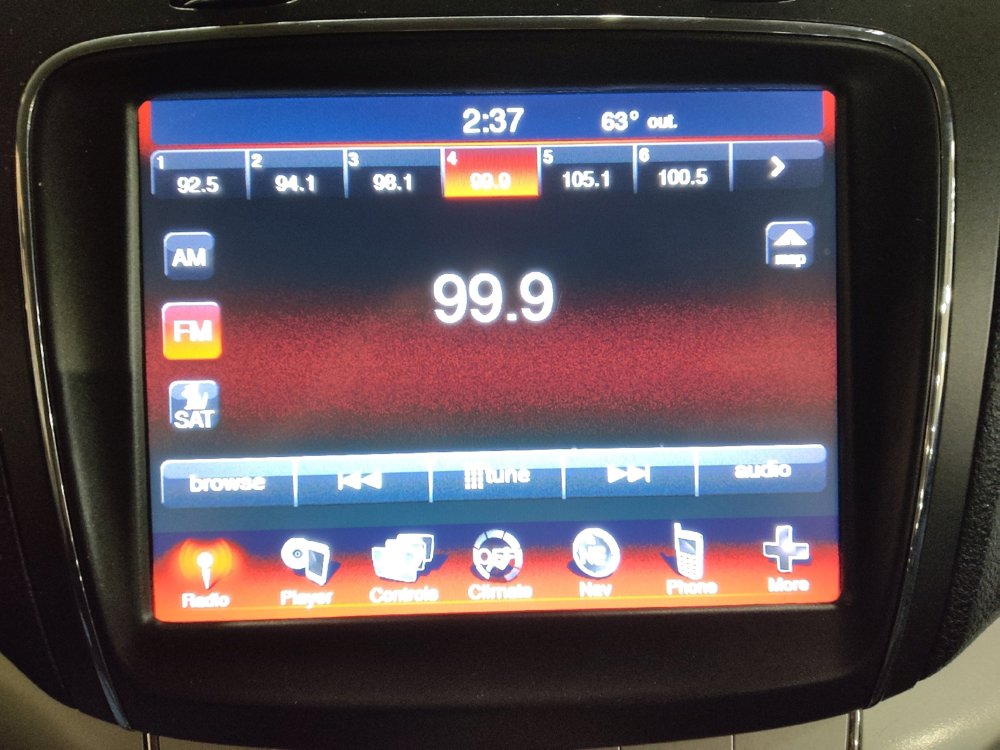 2:37 63° out.
1 2 3 4 5 6
92.5 94.1 98.1 99.9 105.1 100.5 >
map
AM
99.9
FM
SAT
browse tune audio
OFF
Radio Player Controls Climate Nav Phone More